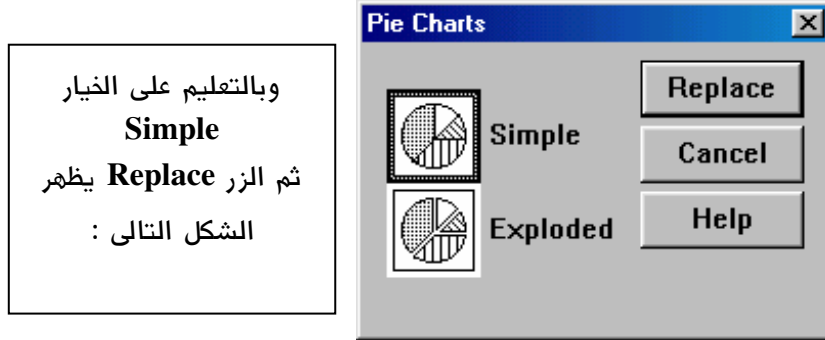 وبالتعليم على الخيار
Simple
ثم الزر Replace يظهر
الشكل التالى :
Pie Charts
Simple
Exploded
Replace
Cancel
Help